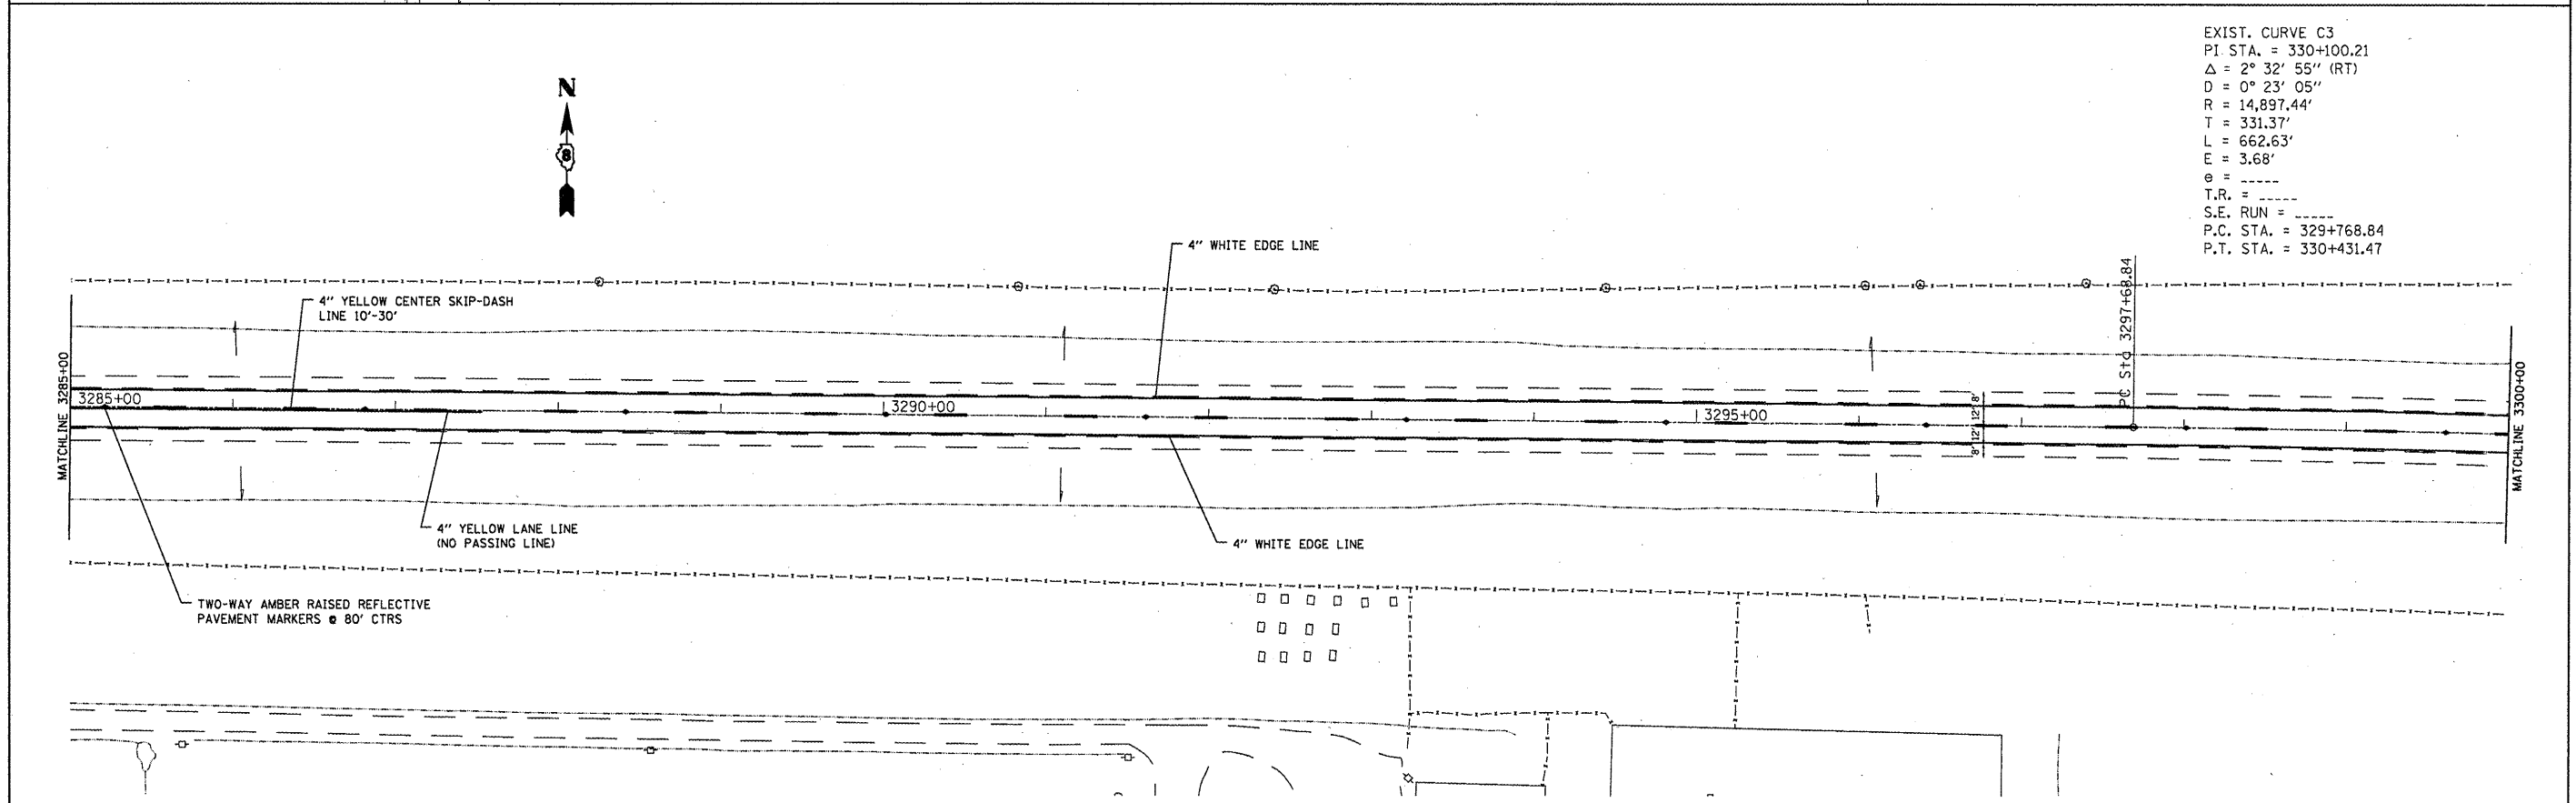 EXIST. CURVE C3
PI STA. = 330+100.21
Δ = 2° 32' 55" (RT)
D = 0° 23' 05"
R = 14,897.44'
T = 331.37'
L = 662.63'
E = 3.68'
e = -----
T.R. = -----
S.E. RUN = -----
P.C. STA. = 329+768.84
P.T. STA. = 330+431.47
N
8
4" WHITE EDGE LINE
4" YELLOW CENTER SKIP-DASH
LINE 10'-30'
MATCHLINE 3285+00
3285+00
3290+00
3295+00
8' 12' 12' 8'
PC Sta 3297+68.84
MATCHLINE 3300+00
4" YELLOW LANE LINE
(NO PASSING LINE)
4" WHITE EDGE LINE
TWO-WAY AMBER RAISED REFLECTIVE
PAVEMENT MARKERS @ 80' CTRS